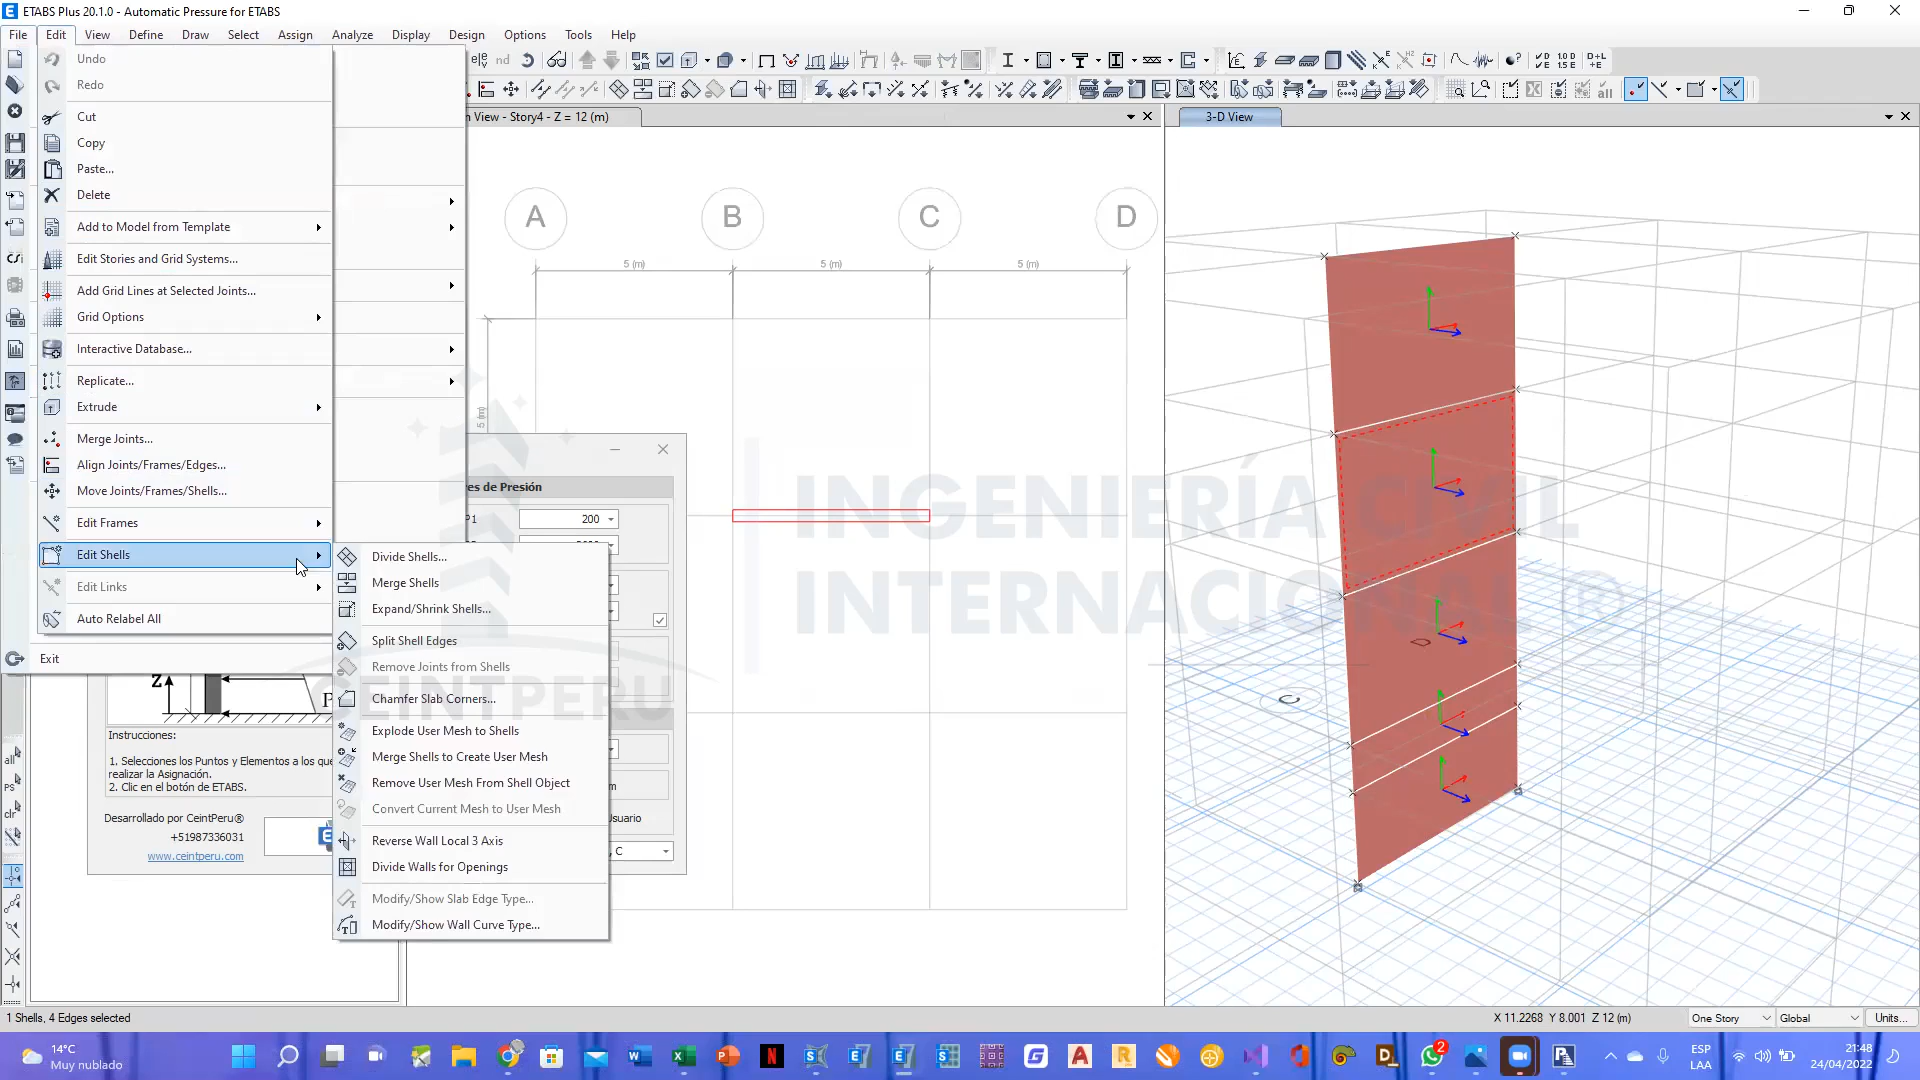 ETABS Plus 20.1.0 - Automatic Pressure for ETABS
File Edit View Define Draw Select Assign Analyze Display Design Options Tools Help
Undo
Redo
Cut
Copy
Paste...
Delete
Add to Model from Template
Edit Stories and Grid Systems...
Add Grid Lines at Selected Joints...
Grid Options
Interactive Database...
Replicate...
Extrude
Merge Joints...
Align Joints/Frames/Edges...
Move Joints/Frames/Shells...
Edit Frames
Edit Shells
Edit Links
Auto Relabel All
Exit
Divide Shells...
Merge Shells
Expand/Shrink Shells...
Split Shell Edges
Remove Joints from Shells
Chamfer Slab Corners...
Explode User Mesh to Shells
Merge Shells to Create User Mesh
Remove User Mesh From Shell Object
Convert Current Mesh to User Mesh
Reverse Wall Local 3 Axis
Divide Walls for Openings
Modify/Show Slab Edge Type...
Modify/Show Wall Curve Type...
n View - Story4 - Z = 12 (m)
3-D View
A B C D
5 (m) 5 (m) 5 (m)
5 (m)
es de Presión
P1 200
m
Usuario
, C
Z
P
Instrucciones:
1. Selecciones los Puntos y Elementos a los que
realizar la Asignación.
2. Clic en el botón de ETABS.
Desarrollado por CeintPeru®
+51987336031
www.ceintperu.com
INGENIERÍA CIVIL
INTERNACIONAL ®
CEINTPERU
1 Shells, 4 Edges selected
X 11.2268 Y 8.001 Z 12 (m)
One Story
Global
Units...
14°C
Muy nublado
2
ESP
LAA
21:48
24/04/2022